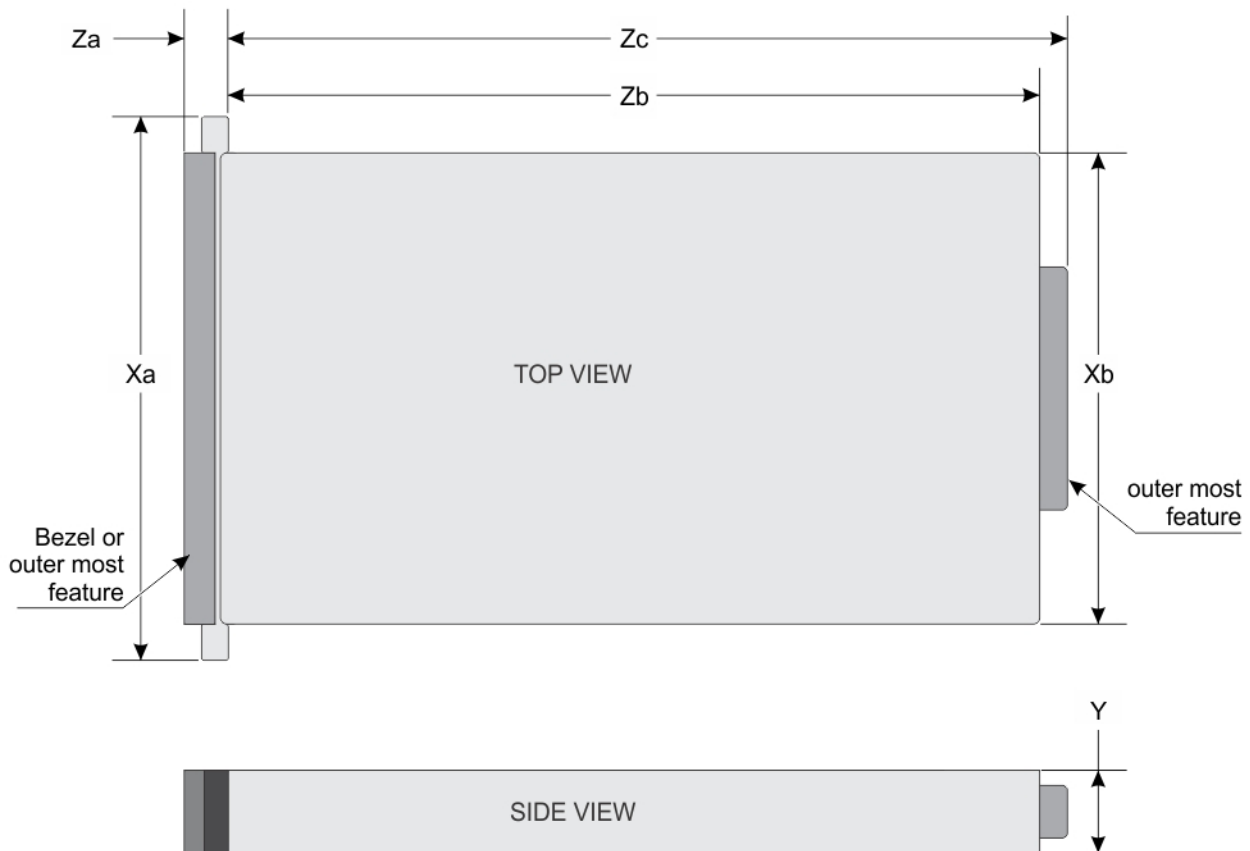 Za
Zc
Zb
Xa
TOP VIEW
Xb
outer most
feature
Bezel or
outer most
feature
Y
SIDE VIEW